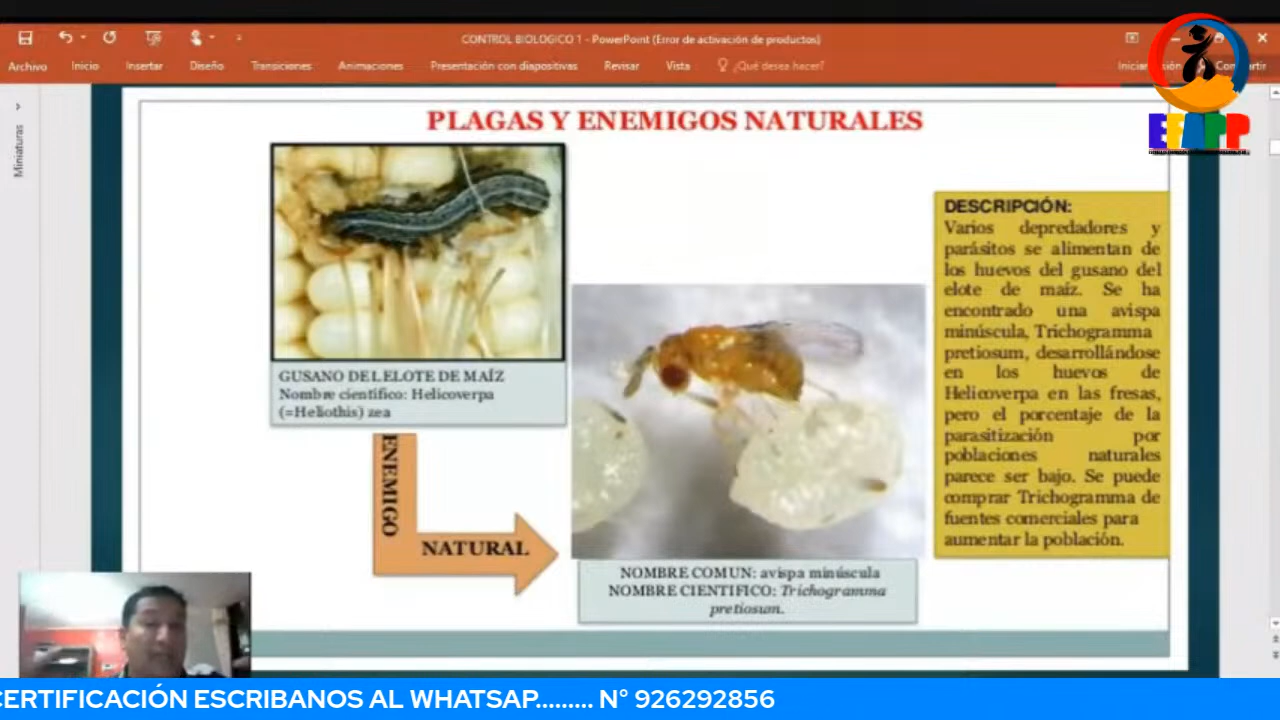 CONTROL BIOLOGICO 1 - PowerPoint (Error de activación de productos)
Archivo Inicio Insertar Diseño Transiciones Animaciones Presentación con diapositivas Revisar Vista ¿Qué desea hacer?
Miniaturas
EFAPP
PLAGAS Y ENEMIGOS NATURALES
GUSANO DEL ELOTE DE MAÍZ
Nombre científico: Helicoverpa
(=Heliothis) zea
ENEMIGO
NATURAL
NOMBRE COMUN: avispa minúscula
NOMBRE CIENTIFICO: Trichogramma
pretiosun.
DESCRIPCIÓN:
Varios depredadores y
parásitos se alimentan de
los huevos del gusano del
elote de maíz. Se ha
encontrado una avispa
minúscula, Trichogramma
pretiosum, desarrollándose
en los huevos de
Helicoverpa en las fresas,
pero el porcentaje de la
parasitización por
poblaciones naturales
parece ser bajo. Se puede
comprar Trichogramma de
fuentes comerciales para
aumentar la población.
CERTIFICACIÓN ESCRIBANOS AL WHATSAP......... N° 926292856